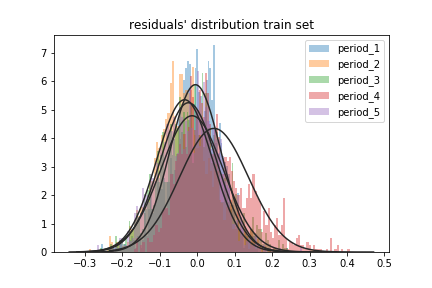 residuals' distribution train set
period_1
period_2
period_3
period_4
period_5
7
6
5
4
3
2
1
0
−0.3 −0.2 −0.1 0.0 0.1 0.2 0.3 0.4 0.5